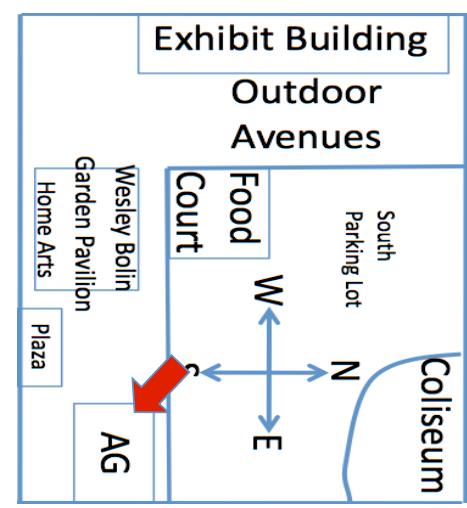 Exhibit Building
Outdoor
Avenues
Wesley Bolin
Garden Pavilion
Home Arts
Food
Court
South
Parking Lot
W
N
E
Plaza
Coliseum
AG